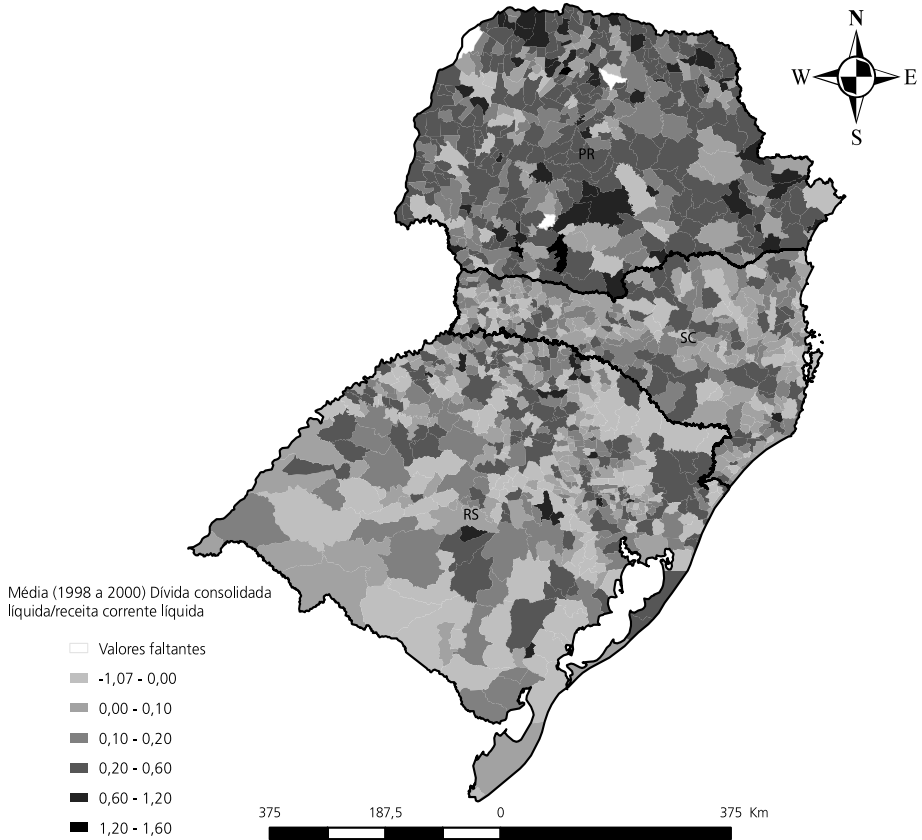 N
W
E
S
PR
SC
RS
Média (1998 a 2000) Dívida consolidada
líquida/receita corrente líquida
Valores faltantes
-1,07 - 0,00
0,00 - 0,10
0,10 - 0,20
0,20 - 0,60
0,60 - 1,20
1,20 - 1,60
375 187,5 0 375 Km